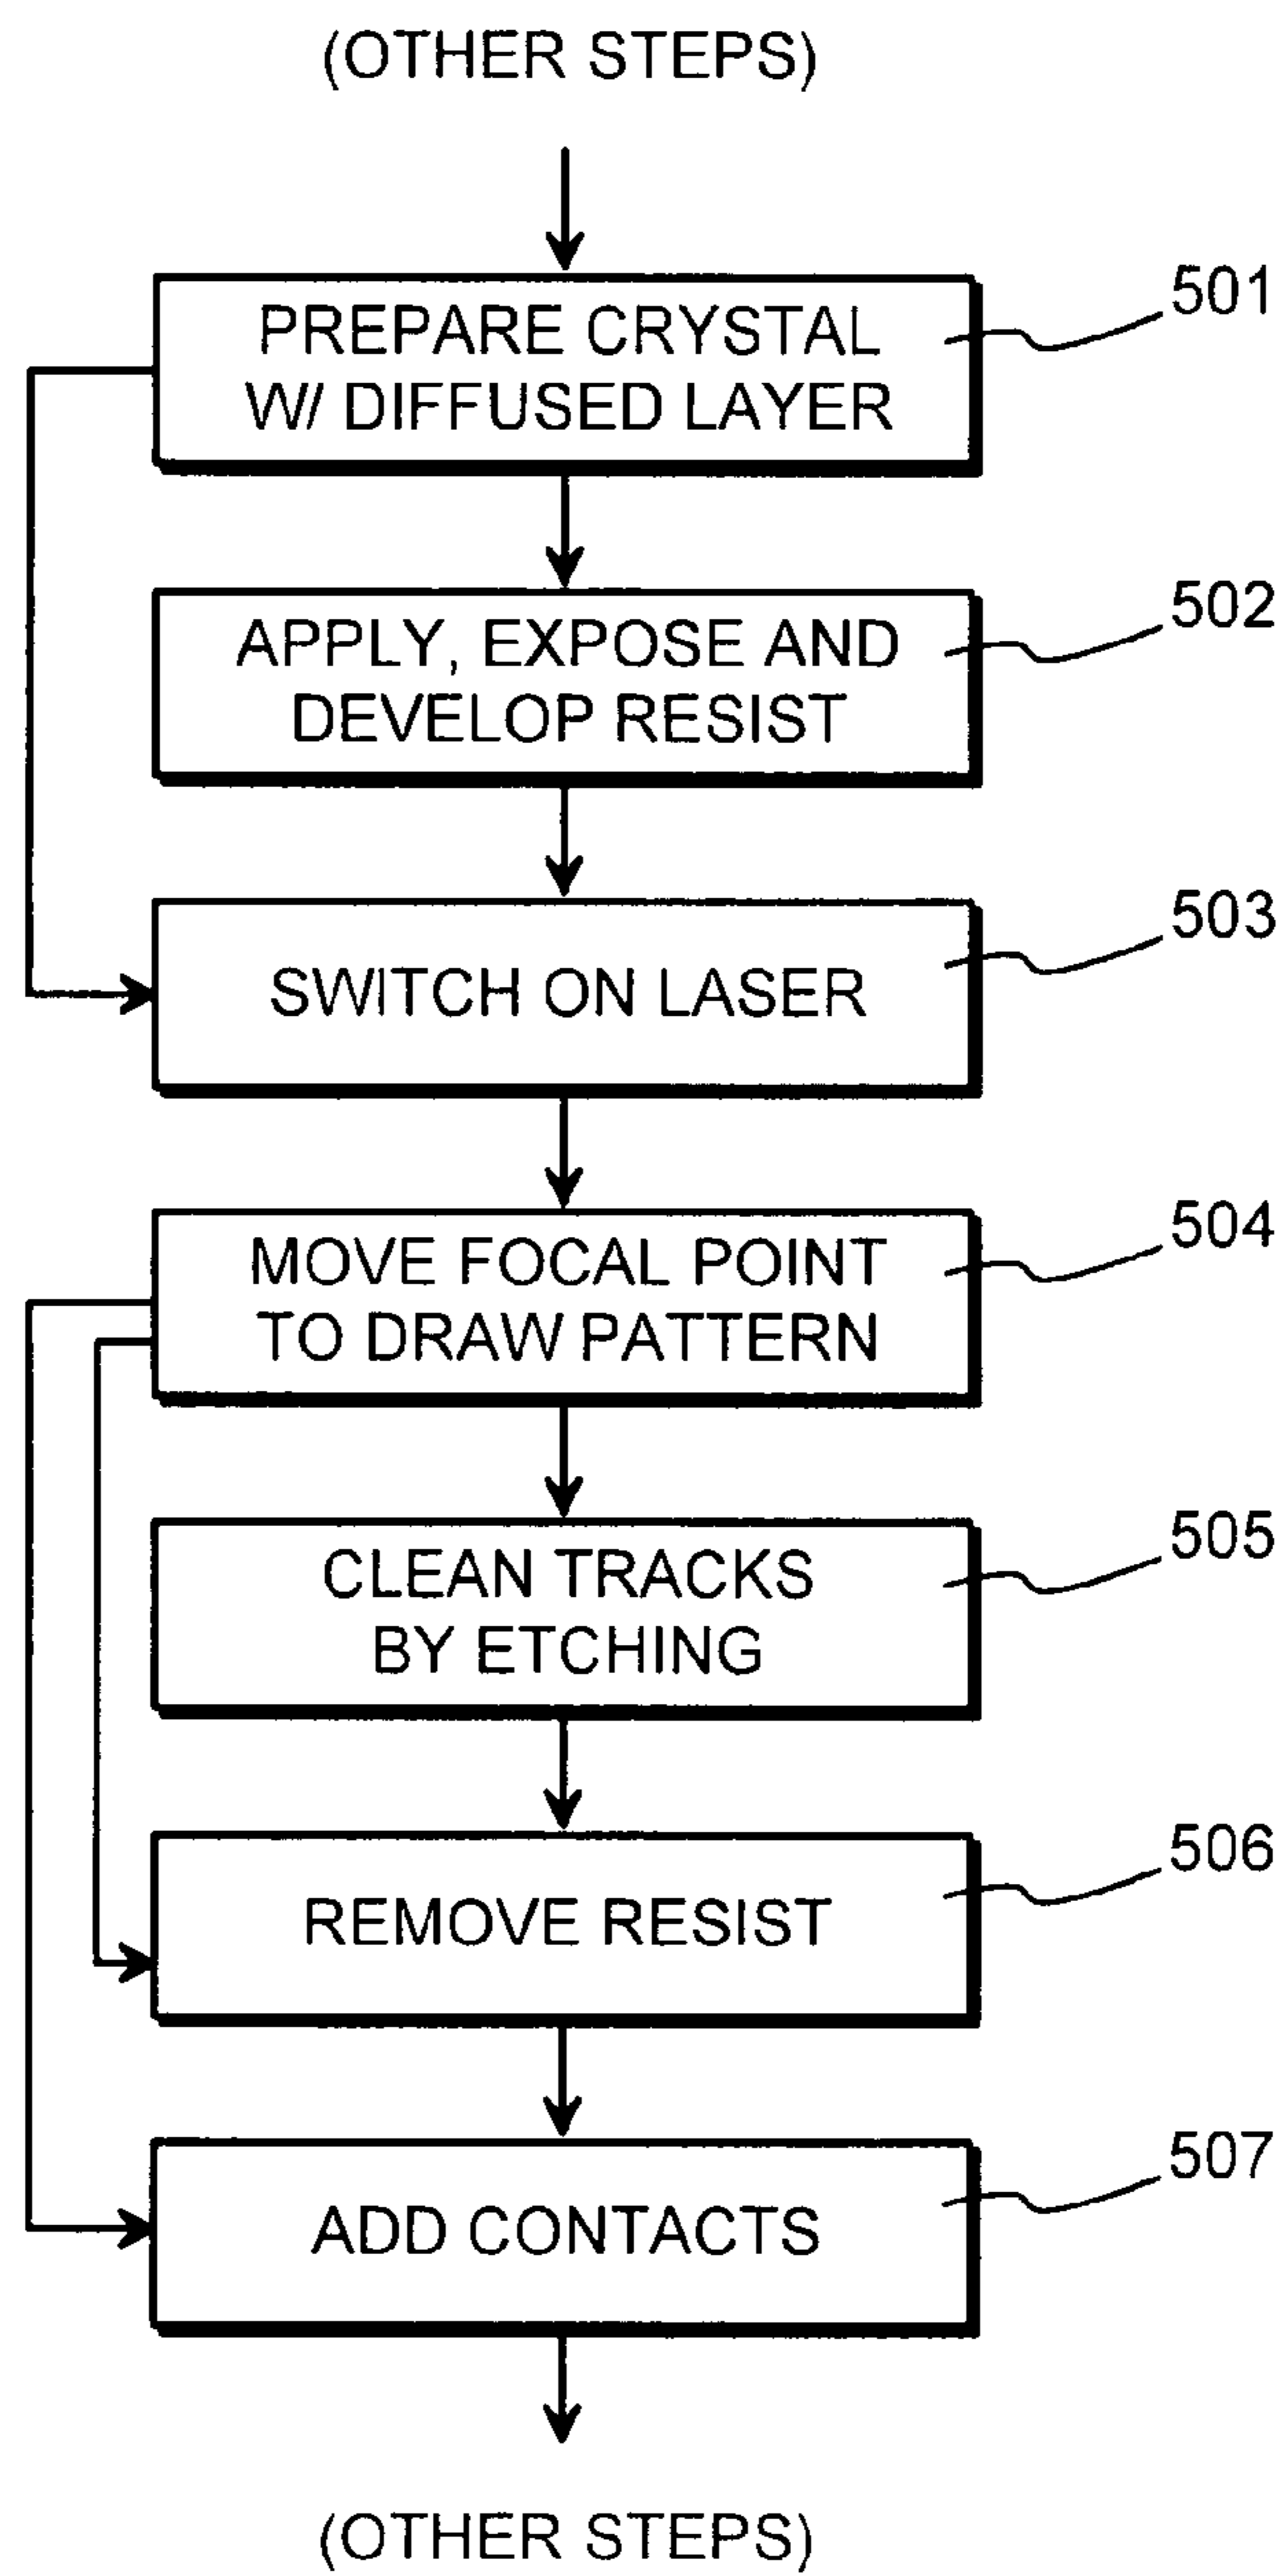 (OTHER STEPS)
PREPARE CRYSTAL
W/ DIFFUSED LAYER
501
APPLY, EXPOSE AND
DEVELOP RESIST
502
SWITCH ON LASER
503
MOVE FOCAL POINT
TO DRAW PATTERN
504
CLEAN TRACKS
BY ETCHING
505
REMOVE RESIST
506
ADD CONTACTS
507
(OTHER STEPS)